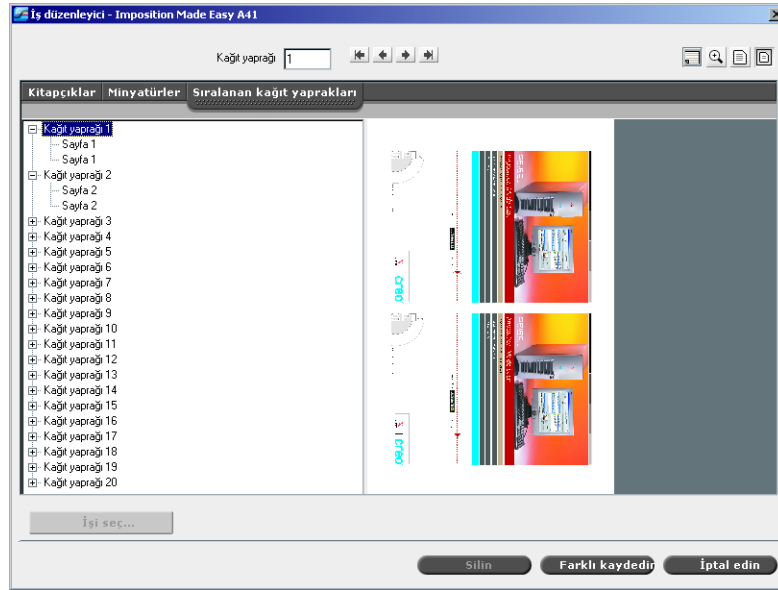 İş düzenleyici - Imposition Made Easy A41
Kağıt yaprağı 1
Kitapçıklar Minyatürler Sıralanan kağıt yaprakları
Kağıt yaprağı 1
Sayfa 1
Sayfa 1
Kağıt yaprağı 2
Sayfa 2
Sayfa 2
Kağıt yaprağı 3
Kağıt yaprağı 4
Kağıt yaprağı 5
Kağıt yaprağı 6
Kağıt yaprağı 7
Kağıt yaprağı 8
Kağıt yaprağı 9
Kağıt yaprağı 10
Kağıt yaprağı 11
Kağıt yaprağı 12
Kağıt yaprağı 13
Kağıt yaprağı 14
Kağıt yaprağı 15
Kağıt yaprağı 16
Kağıt yaprağı 17
Kağıt yaprağı 18
Kağıt yaprağı 19
Kağıt yaprağı 20
İşi seç...
Silin Farklı kaydedin İptal edin